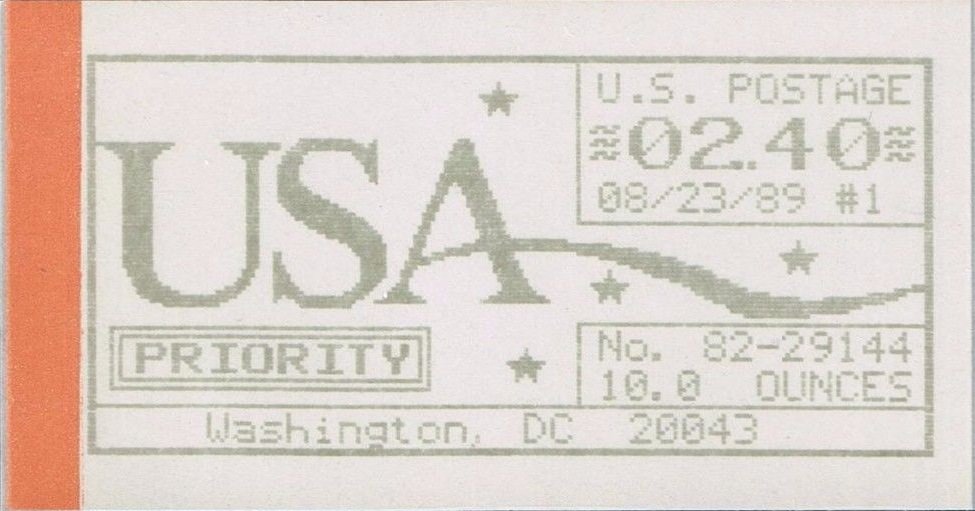 USA
U.S. POSTAGE
≈02.40≈
08/23/89 #1
PRIORITY
No. 82-29144
10.0 OUNCES
Washington, DC 20043